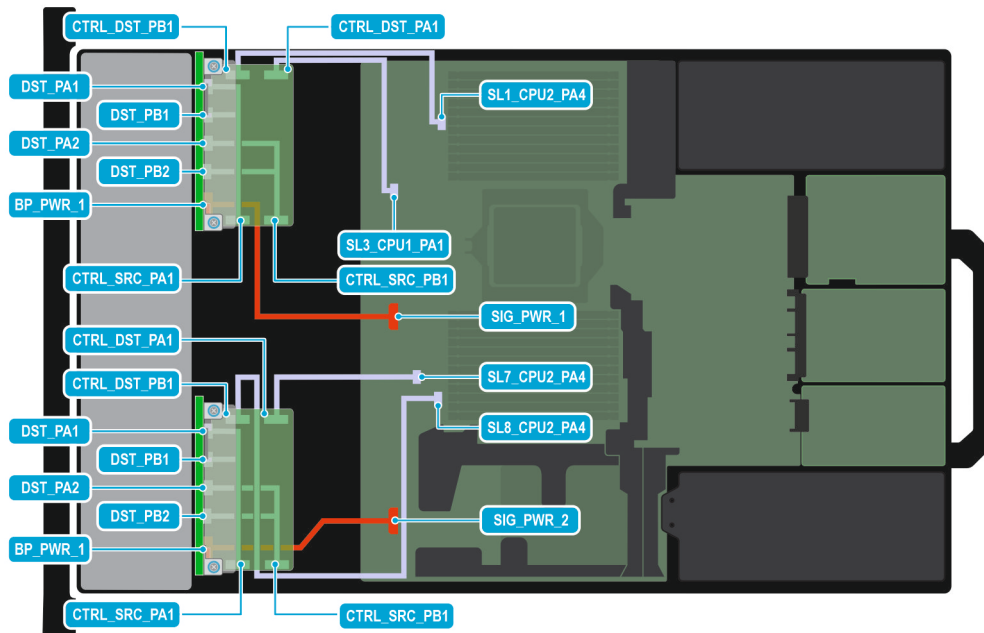 CTRL_DST_PB1
CTRL_DST_PA1
DST_PA1
SL1_CPU2_PA4
DST_PB1
DST_PA2
DST_PB2
BP_PWR_1
SL3_CPU1_PA1
CTRL_SRC_PA1
CTRL_SRC_PB1
SIG_PWR_1
CTRL_DST_PA1
SL7_CPU2_PA4
CTRL_DST_PB1
DST_PA1
SL8_CPU2_PA4
DST_PB1
DST_PA2
DST_PB2
SIG_PWR_2
BP_PWR_1
CTRL_SRC_PA1
CTRL_SRC_PB1